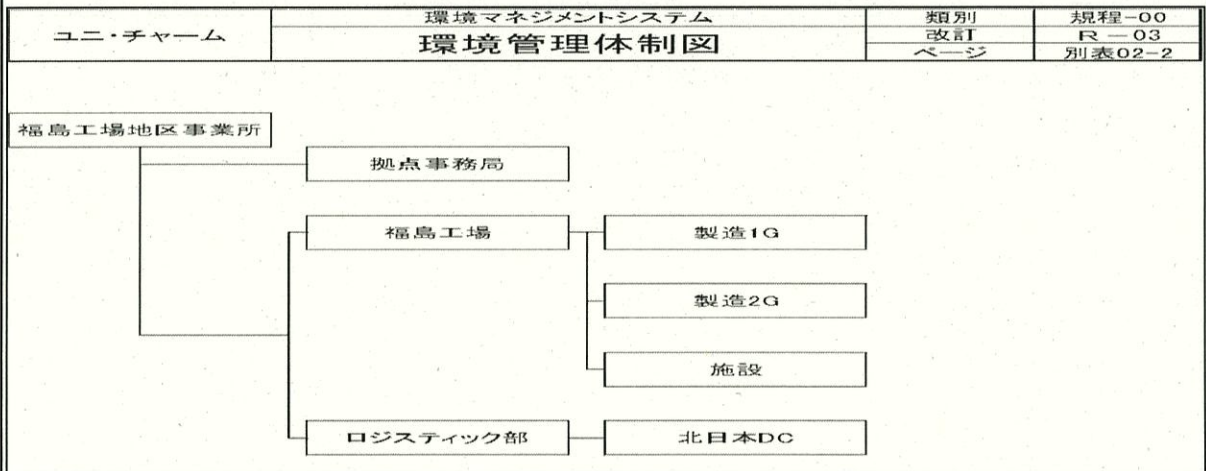 ユニ・チャーム
環境マネジメントシステム
環境管理体制図
類別 規程-00
改訂 R－03
ページ 別表02-2
福島工場地区事業所
拠点事務局
福島工場 製造1G
製造2G
施設
ロジスティック部 北日本DC